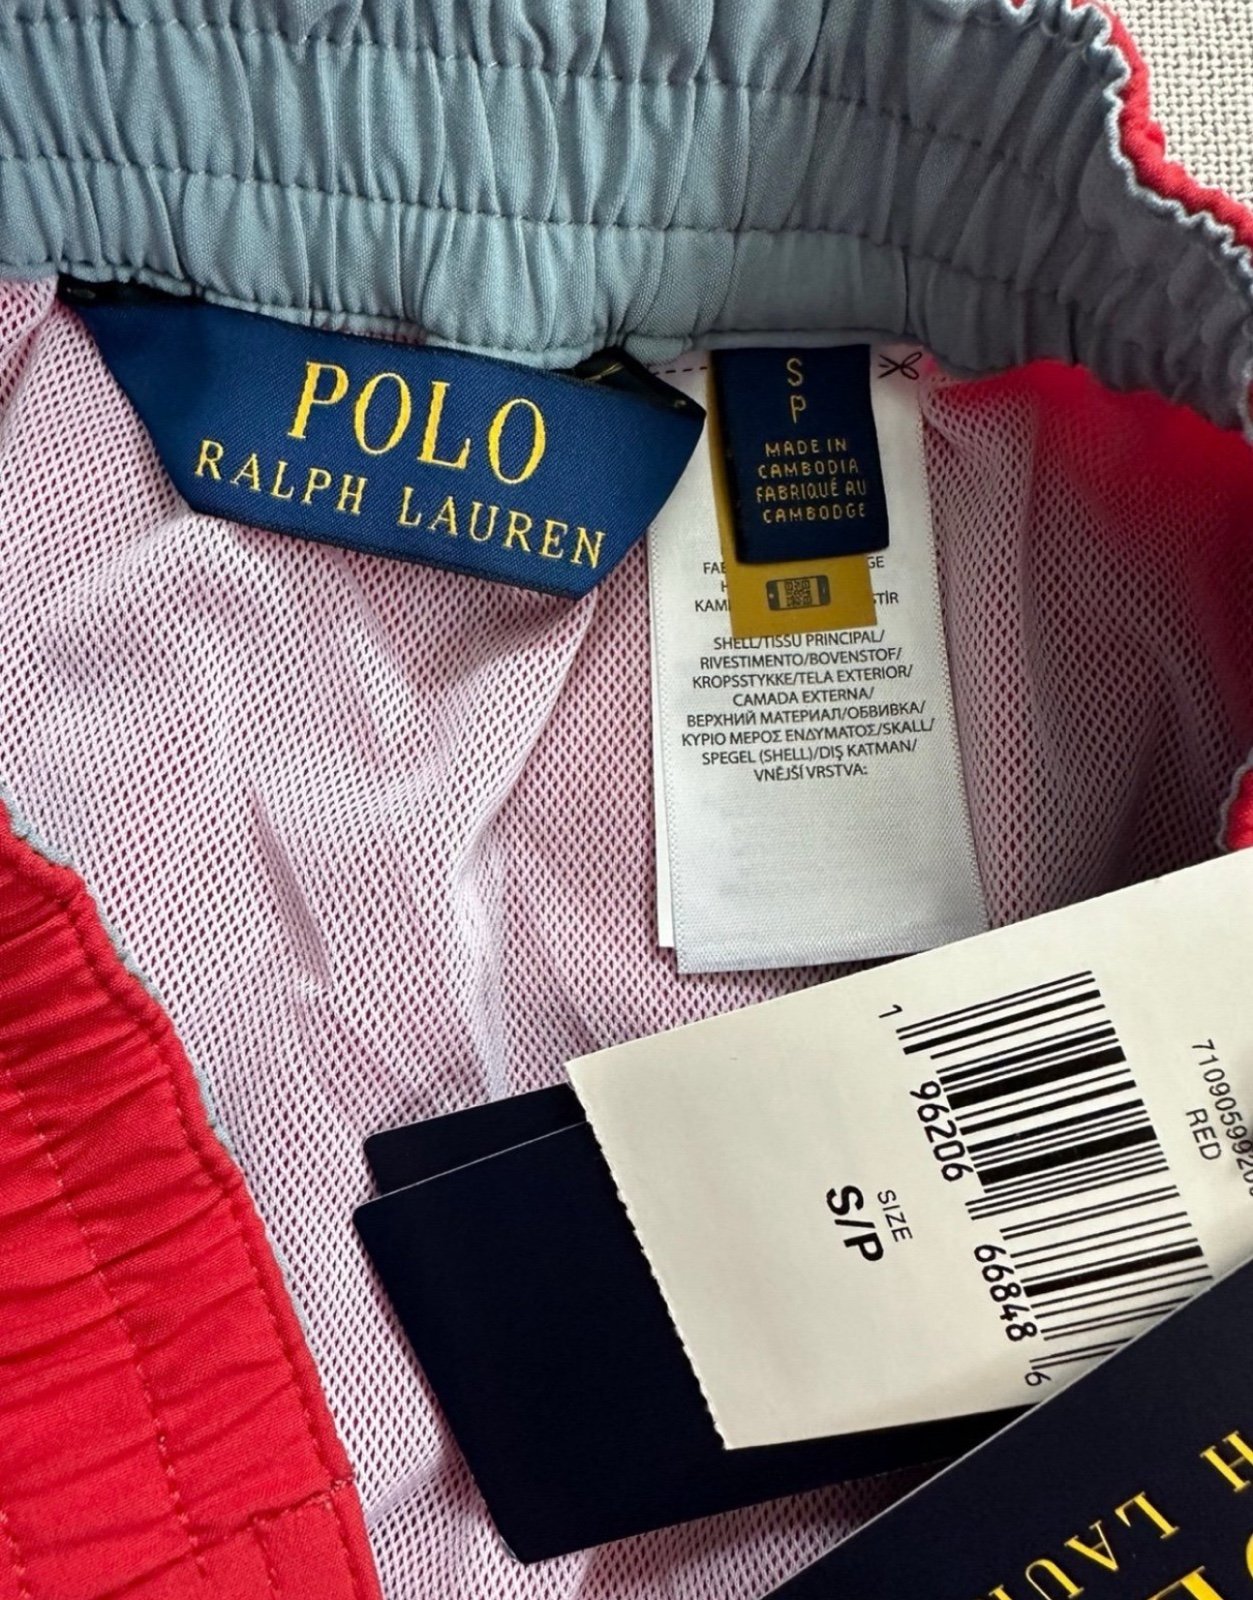 POLO
RALPH LAUREN
S
P
MADE IN
CAMBODIA
FABRIQUÉ AU
CAMBODGE
SHELL/TISSU PRINCIPAL/
RIVESTIMENTO/BOVENSTOF/
KROPSSTYKKE/TELA EXTERIOR/
CAMADA EXTERNA/
ВЕРХНИЙ МАТЕРИАЛ/ОБВИВКА/
ΚΥΡΙΟ ΜΕΡΟΣ ΕΝΔΥΜΑΤΟΣ/SKALL/
SPEGEL (SHELL)/DIŞ KATMAN/
VNĚJŠÍ VRSTVA:
1 96206 66848 6
RED
SIZE
S/P